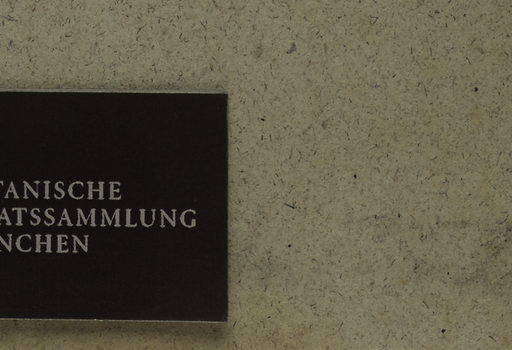 TANISCHE
ATSSAMMLUNG
NCHEN